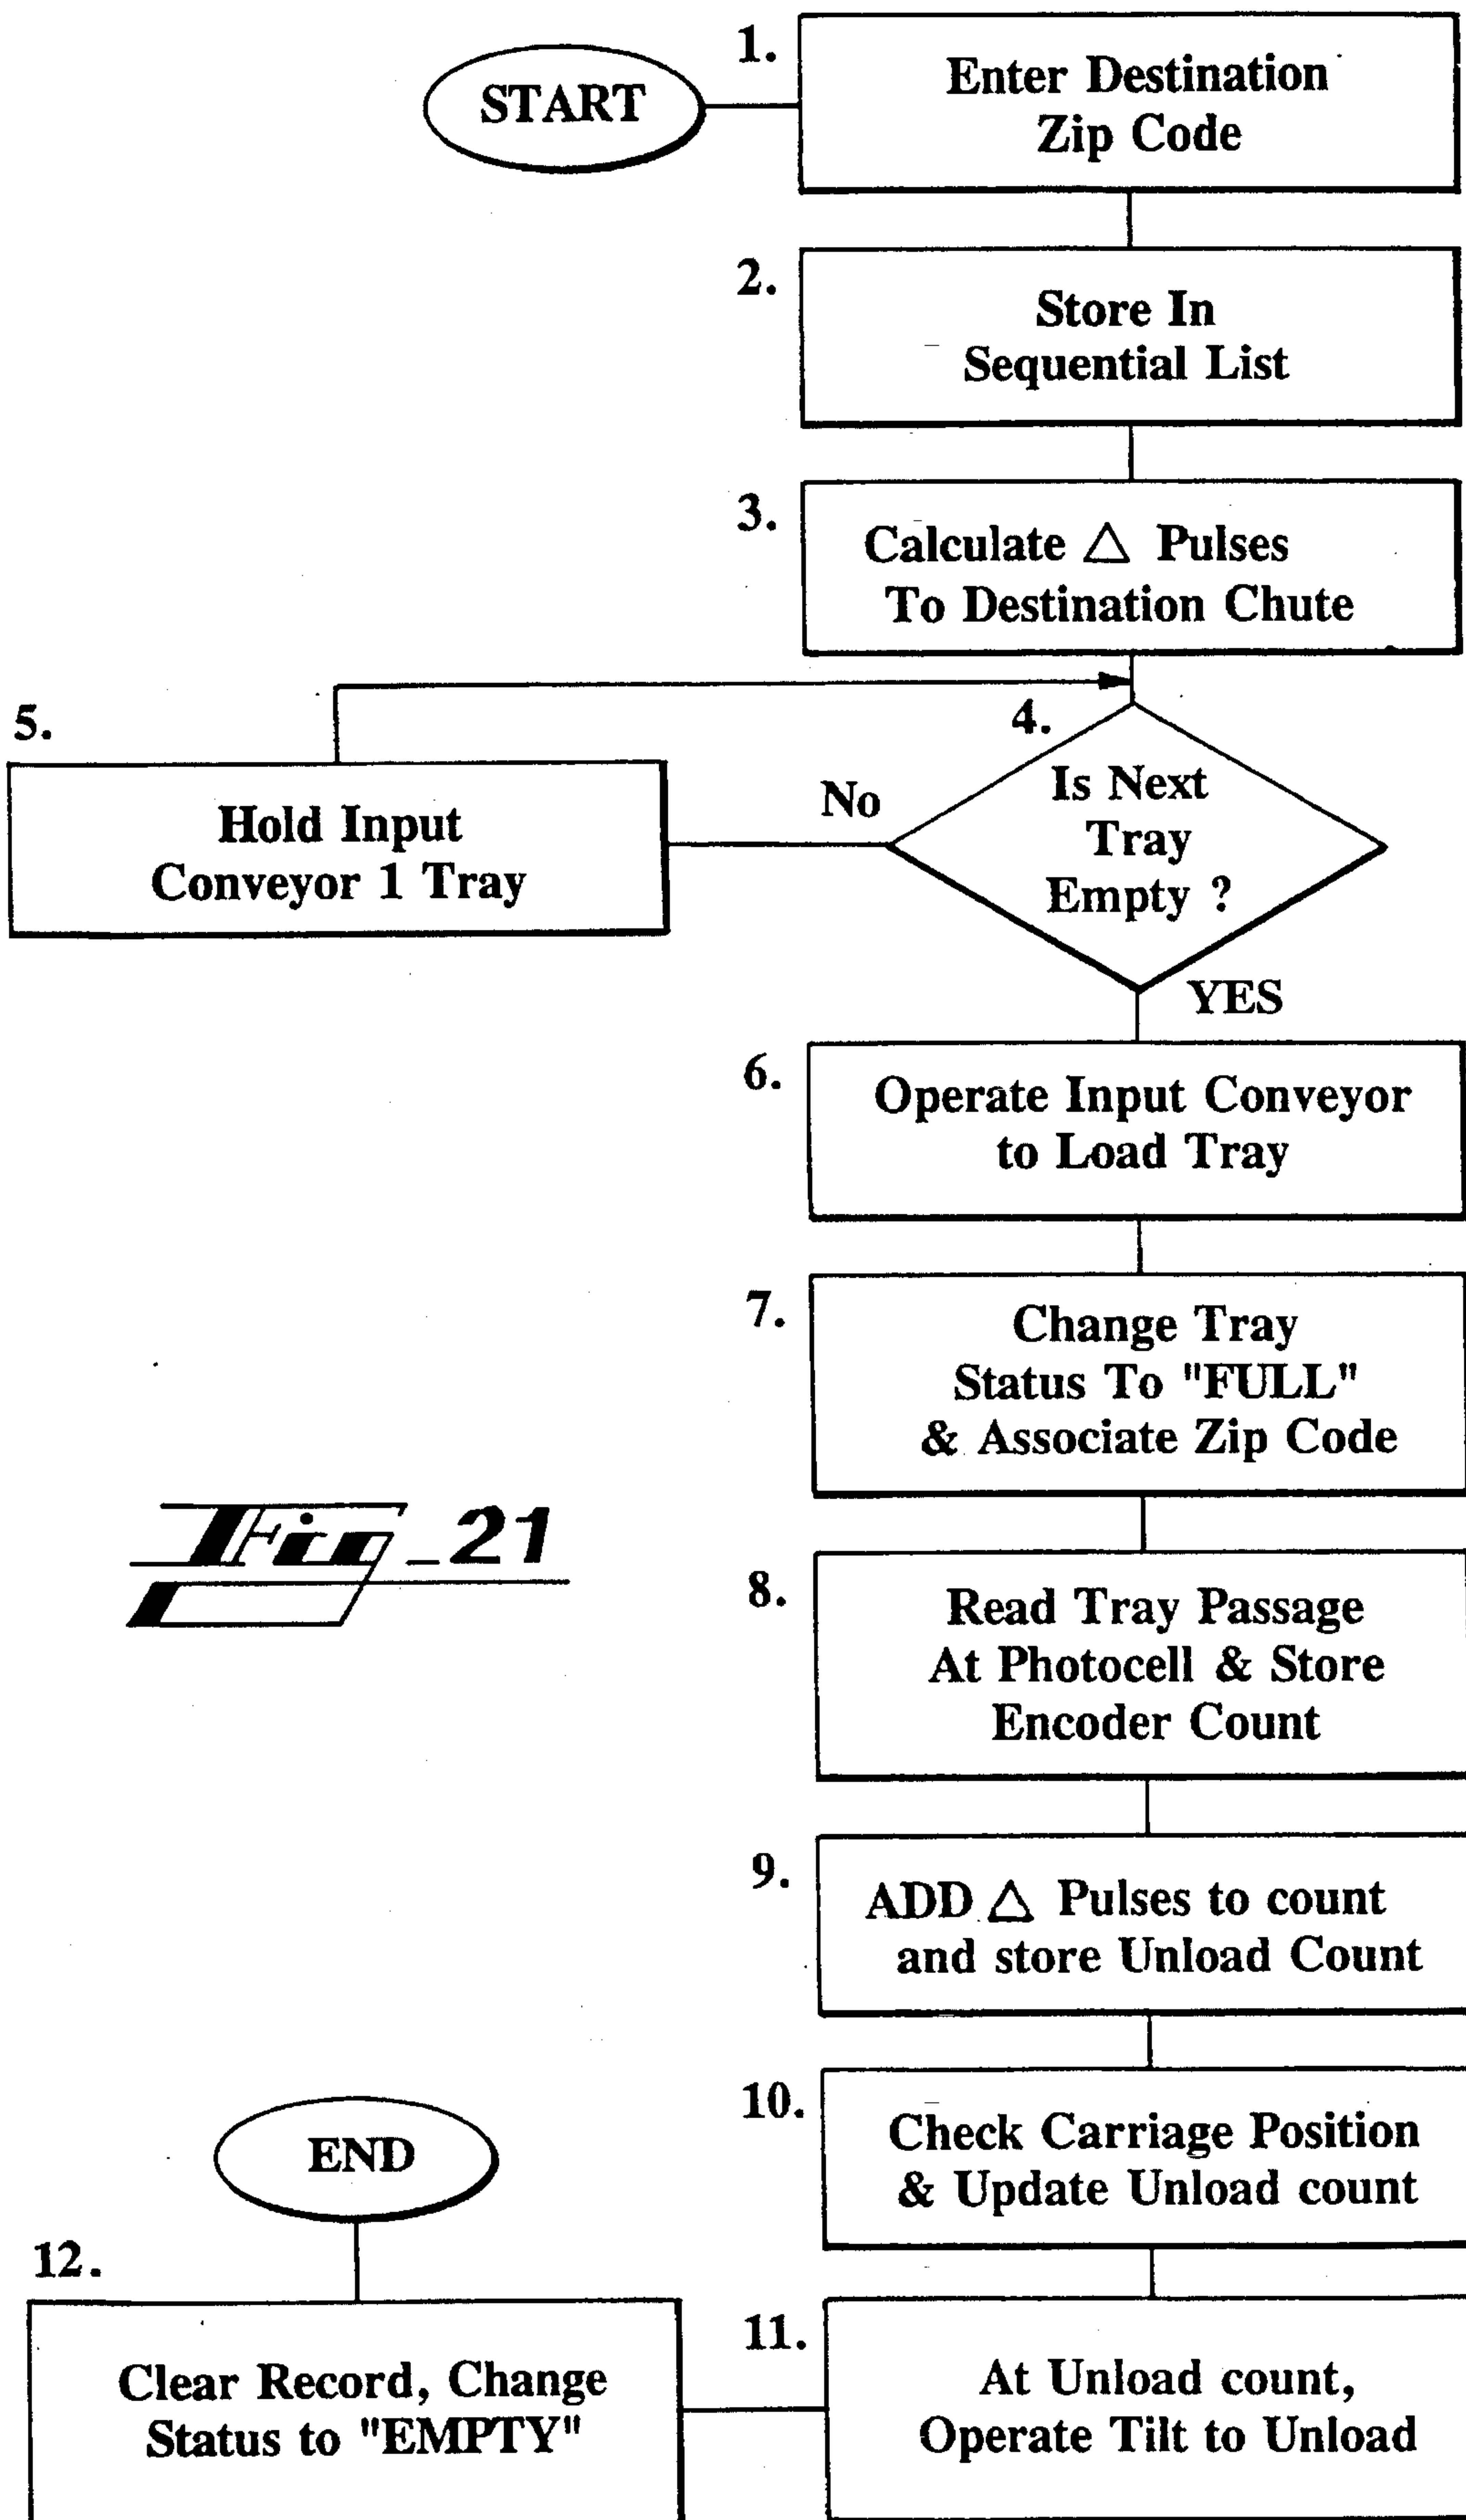 START
1.
Enter Destination
Zip Code
2.
Store In
Sequential List
3.
Calculate △ Pulses
To Destination Chute
4.
Is Next
Tray
Empty ?
No
5.
Hold Input
Conveyor 1 Tray
YES
6.
Operate Input Conveyor
to Load Tray
7.
Change Tray
Status To "FULL"
& Associate Zip Code
8.
Read Tray Passage
At Photocell & Store
Encoder Count
9.
ADD △ Pulses to count
and store Unload Count
10.
Check Carriage Position
& Update Unload count
11.
At Unload count,
Operate Tilt to Unload
12.
Clear Record, Change
Status to "EMPTY"
END
Fig_21